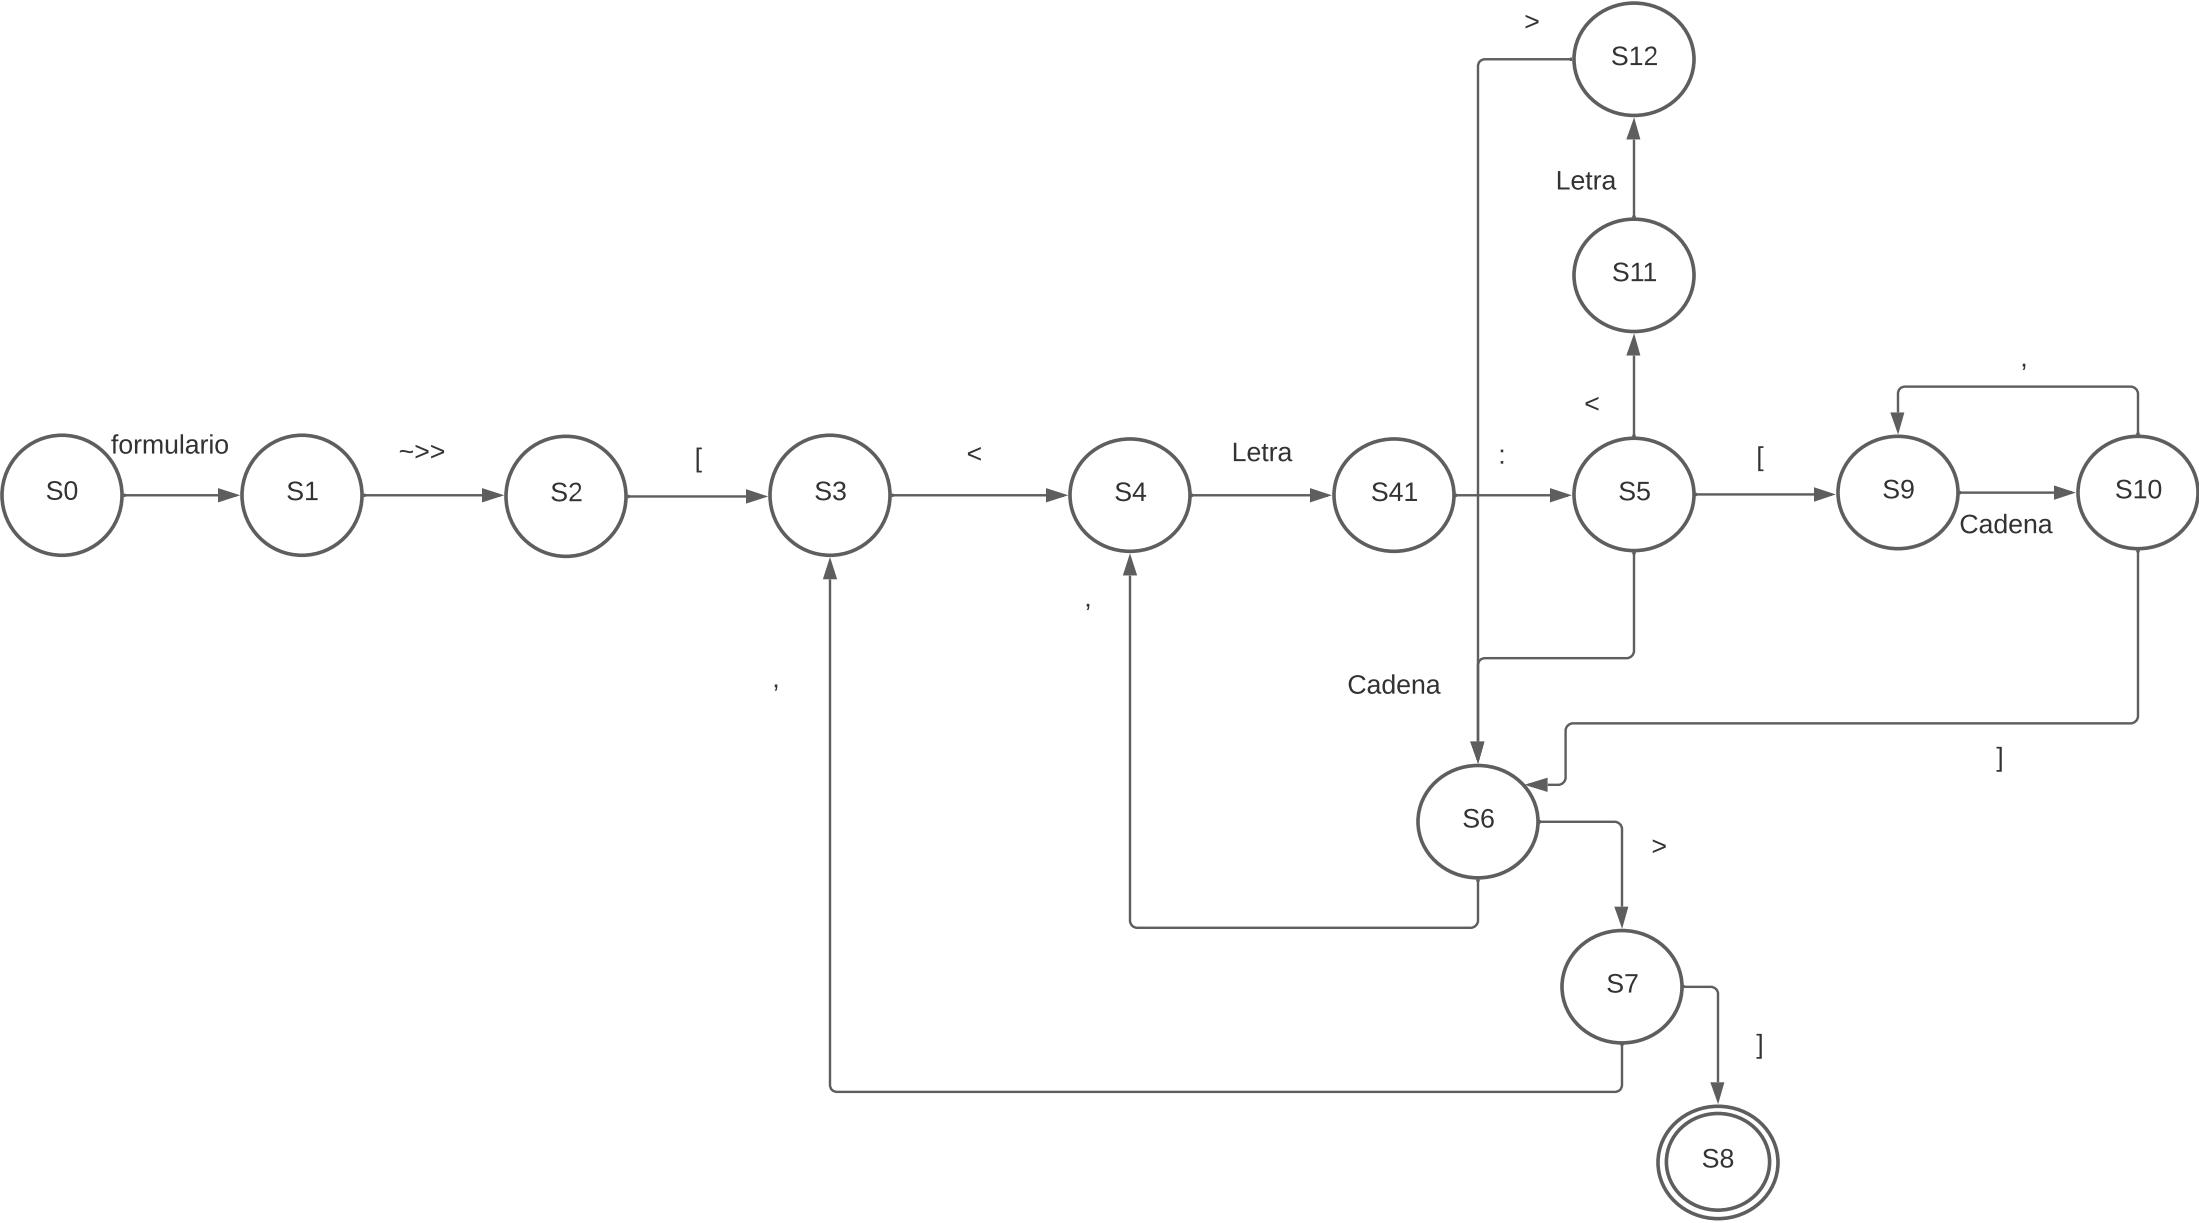 >
S12
Letra
S11
,
<
formulario
~>>
[
<
Letra
:
[
S0
S1
S2
S3
S4
S41
S5
S9
S10
Cadena
,
,
Cadena
]
S6
>
S7
]
S8